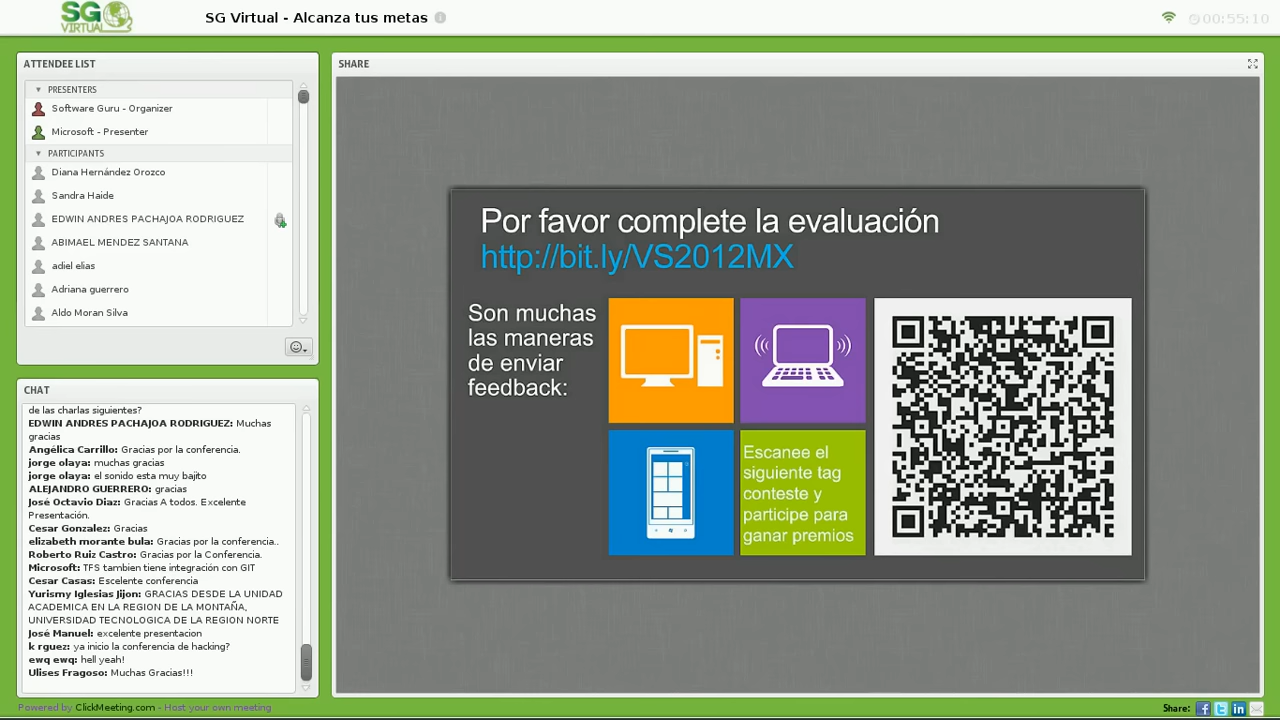 SG
VIRTUAL
SG Virtual - Alcanza tus metas
00:55:10
ATTENDEE LIST
PRESENTERS
Software Guru - Organizer
Microsoft - Presenter
PARTICIPANTS
Diana Hernández Orozco
Sandra Haide
EDWIN ANDRES PACHAJOA RODRIGUEZ
ABIMAEL MENDEZ SANTANA
adiel elias
Adriana guerrero
Aldo Moran Silva
CHAT
de las charlas siguientes?
EDWIN ANDRES PACHAJOA RODRIGUEZ: Muchas
gracias
Angélica Carrillo: Gracias por la conferencia.
jorge olaya: muchas gracias
jorge olaya: el sonido esta muy bajito
ALEJANDRO GUERRERO: gracias
José Octavio Diaz: Gracias A todos. Excelente
Presentación.
Cesar Gonzalez: Gracias
elizabeth morante bula: Gracias por la conferencia..
Roberto Ruiz Castro: Gracias por la Conferencia.
Microsoft: TFS tambien tiene integración con GIT
Cesar Casas: Escelente conferencia
Yurismy Iglesias Jijon: GRACIAS DESDE LA UNIDAD
ACADEMICA EN LA REGION DE LA MONTAÑA,
UNIVERSIDAD TECNOLOGICA DE LA REGION NORTE
José Manuel: excelente presentacion
k rguez: ya inicio la conferencia de hacking?
ewq ewq: hell yeah!
Ulises Fragoso: Muchas Gracias!!!
SHARE
Por favor complete la evaluación
http://bit.ly/VS2012MX
Son muchas
las maneras
de enviar
feedback:
Escanee el
siguiente tag
conteste y
participe para
ganar premios
Powered by ClickMeeting.com - Host your own meeting
Share: